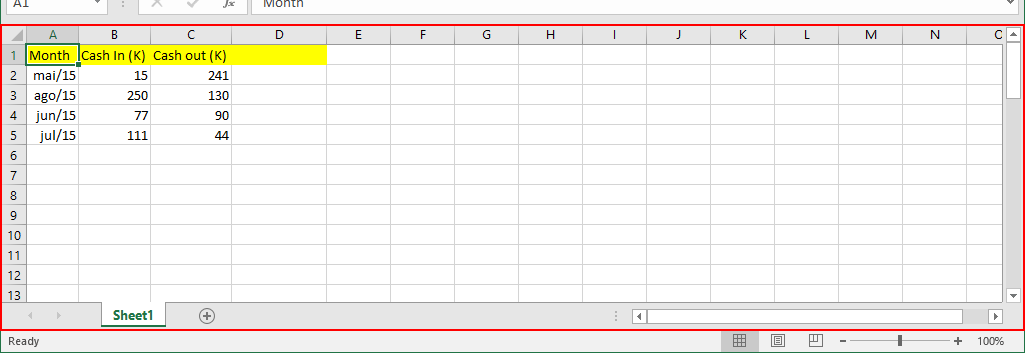 A1 fx Month
A B C D E F G H I J K L M N
1 Month Cash In (K) Cash out (K)
2 mai/15 15 241
3 ago/15 250 130
4 jun/15 77 90
5 jul/15 111 44
6
7
8
9
10
11
12
13
Sheet1
Ready 100%